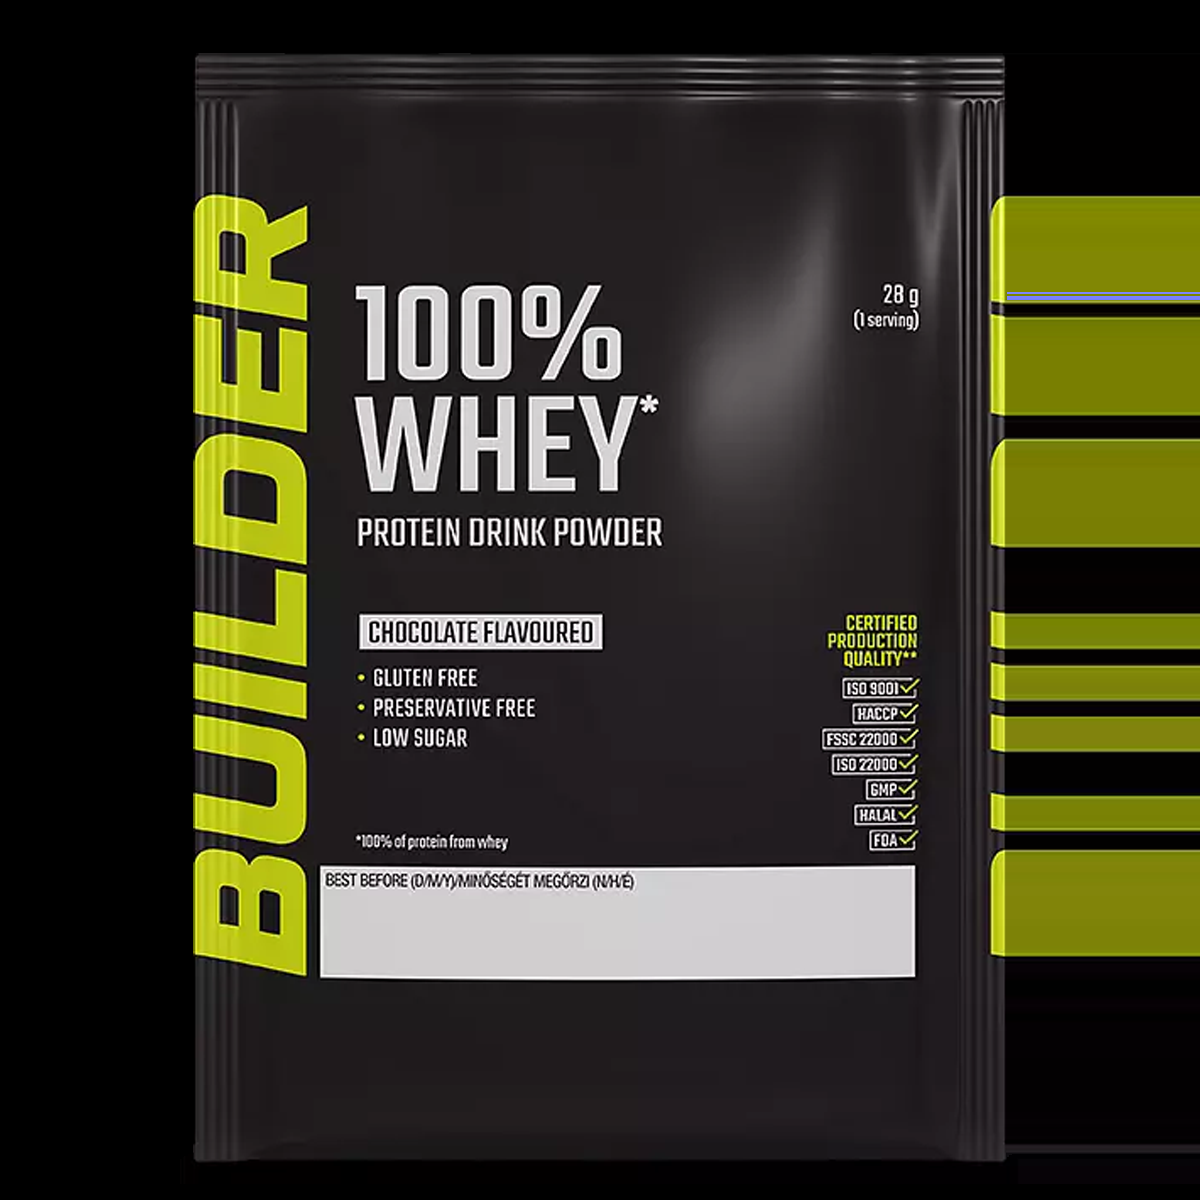 BUILDER
100%
WHEY*
PROTEIN DRINK POWDER
28 g
(1 serving)
CHOCOLATE FLAVOURED
• GLUTEN FREE
• PRESERVATIVE FREE
• LOW SUGAR
CERTIFIED
PRODUCTION
QUALITY**
ISO 9001
HACCP
FSSC 22000
ISO 22000
GMP
HALAL
FDA
*100% of protein from whey
BEST BEFORE (D/M/Y)/MINŐSÉGÉT MEGŐRZI (N/H/É)